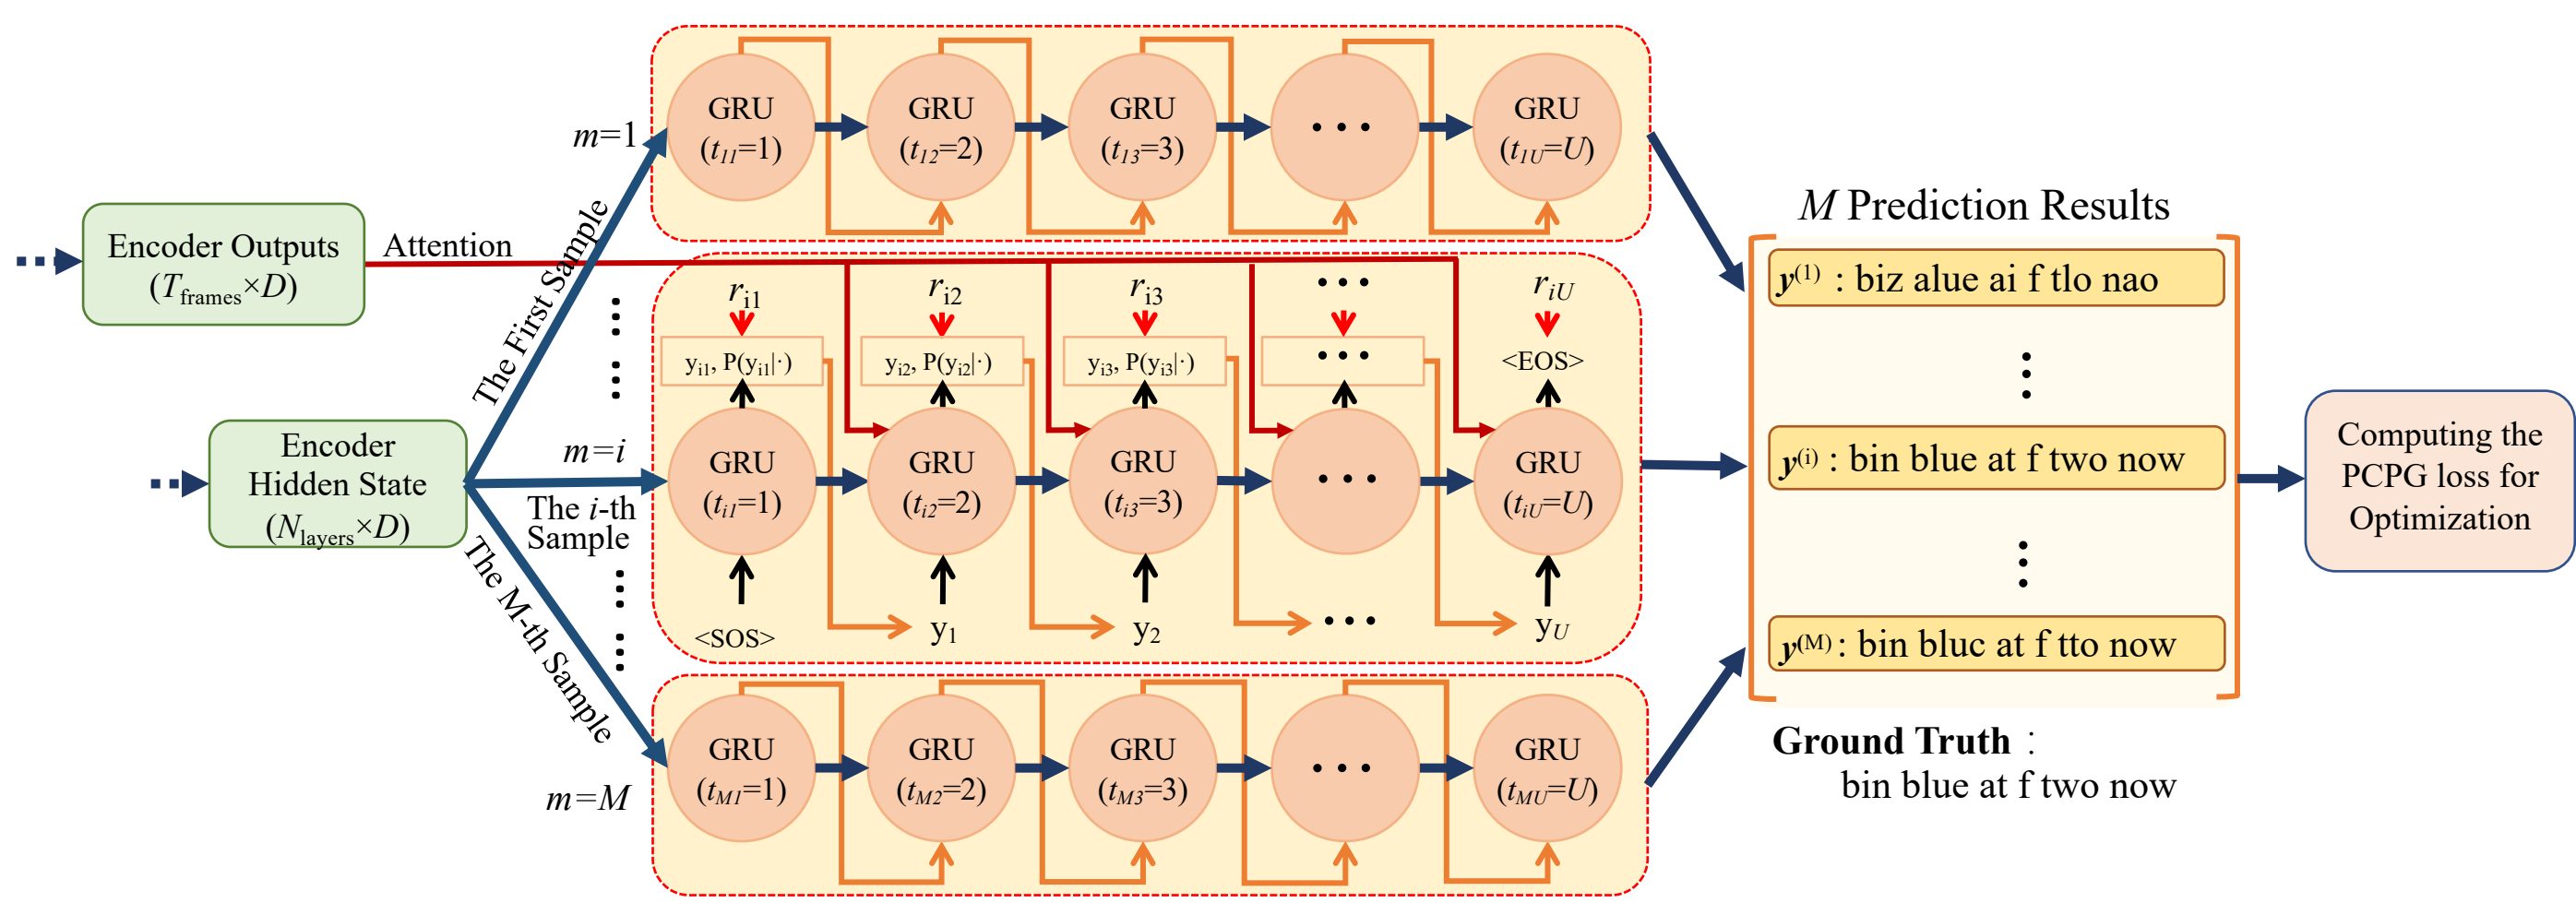 Encoder Outputs
(Tframes×D)
Attention
Encoder
Hidden State
(Nlayers×D)
The First Sample
The i-th
Sample
The M-th Sample
m=1
GRU
(t11=1)
GRU
(t12=2)
GRU
(t13=3)
• • •
GRU
(t1U=U)
m=i
ri1
ri2
ri3
• • •
riU
yi1, P(yi1|·)
yi2, P(yi2|·)
yi3, P(yi3|·)
• • •
<EOS>
GRU
(ti1=1)
GRU
(ti2=2)
GRU
(ti3=3)
• • •
GRU
(tiU=U)
<SOS>
y1
y2
• • •
yU
m=M
GRU
(tM1=1)
GRU
(tM2=2)
GRU
(tM3=3)
• • •
GRU
(tMU=U)
M Prediction Results
y(1) : biz alue ai f tlo nao
y(i) : bin blue at f two now
y(M) : bin bluc at f tto now
Ground Truth :
bin blue at f two now
Computing the
PCPG loss for
Optimization